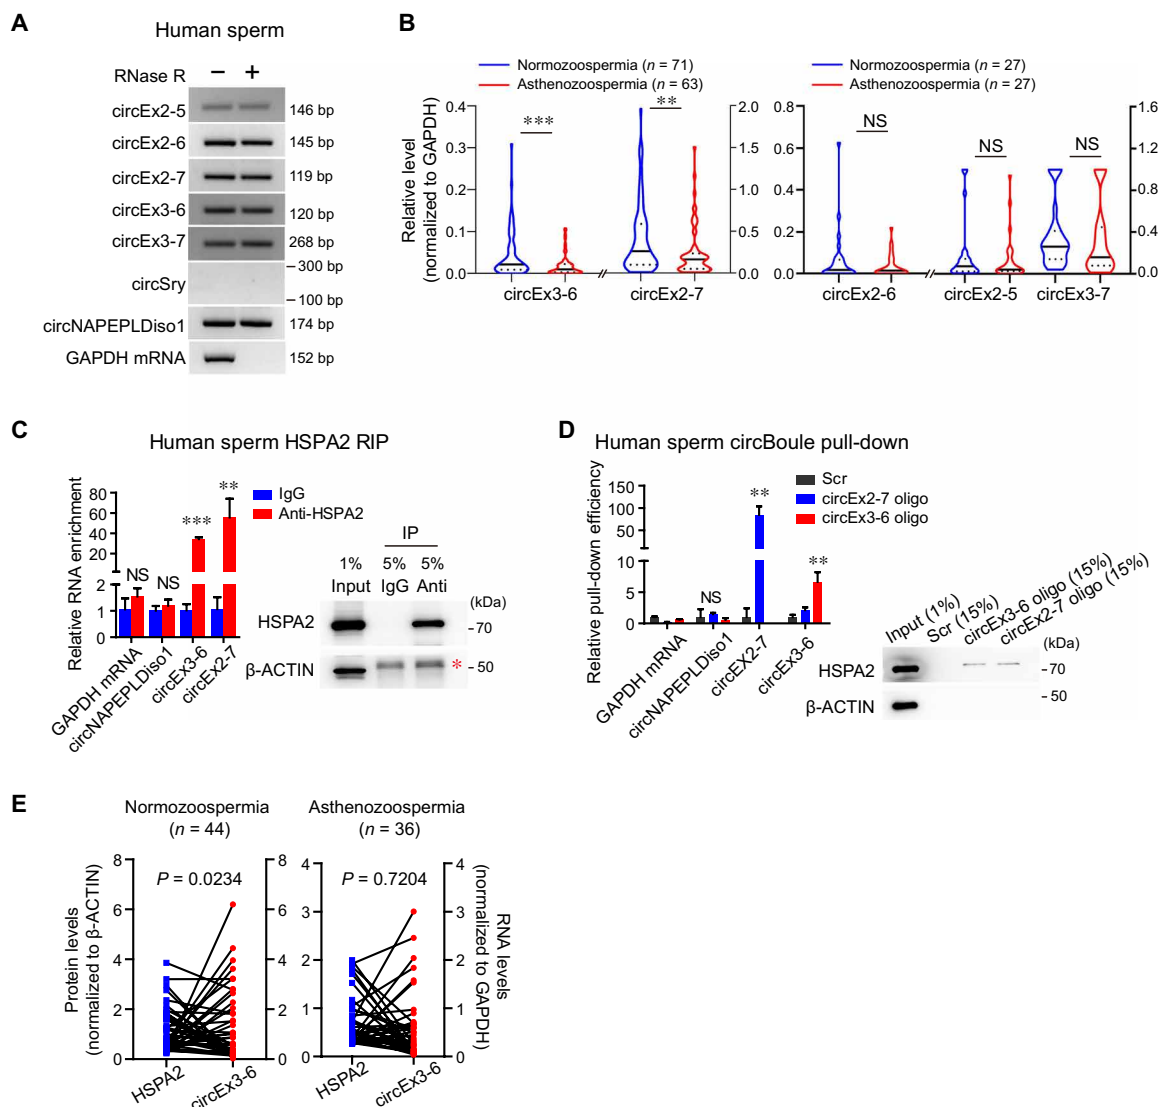 A
Human sperm
RNase R − +
circEx2-5 146 bp
circEx2-6 145 bp
circEx2-7 119 bp
circEx3-6 120 bp
circEx3-7 268 bp
circSry –300 bp
–100 bp
circNAPEPLDiso1 174 bp
GAPDH mRNA 152 bp
B
Normozoospermia (n = 71)
Asthenozoospermia (n = 63)
Relative level
(normalized to GAPDH)
0.4
0.3
0.2
0.1
0.0
***
**
2.0
1.5
1.0
0.5
0.0
circEx3-6
circEx2-7
Normozoospermia (n = 27)
Asthenozoospermia (n = 27)
0.8
0.6
0.4
0.2
0.0
NS
NS
NS
1.6
1.2
0.8
0.4
0.0
circEx2-6
circEx2-5
circEx3-7
C
Human sperm HSPA2 RIP
Relative RNA enrichment
80
60
40
20
2
1
0
IgG
Anti-HSPA2
NS
NS
***
**
GAPDH mRNA
circNAPEPLDiso1
circEx3-6
circEx2-7
IP
1% 5% 5%
Input IgG Anti
(kDa)
HSPA2 -70
β-ACTIN * -50
D
Human sperm circBoule pull-down
Relative pull-down efficiency
150
100
50
10
5
0
Scr
circEx2-7 oligo
circEx3-6 oligo
NS
**
**
GAPDH mRNA
circNAPEPLDiso1
circEX2-7
circEx3-6
Input (1%)
Scr (15%)
circEx3-6 oligo (15%)
circEx2-7 oligo (15%)
(kDa)
HSPA2 -70
-50
β-ACTIN
E
Normozoospermia
(n = 44)
Protein levels
(normalized to β-ACTIN)
8
6
4
2
0
P = 0.0234
8
6
4
2
0
HSPA2
circEx3-6
Asthenozoospermia
(n = 36)
4
3
2
1
0
P = 0.7204
4
3
2
1
0
RNA levels
(normalized to GAPDH)
HSPA2
circEx3-6